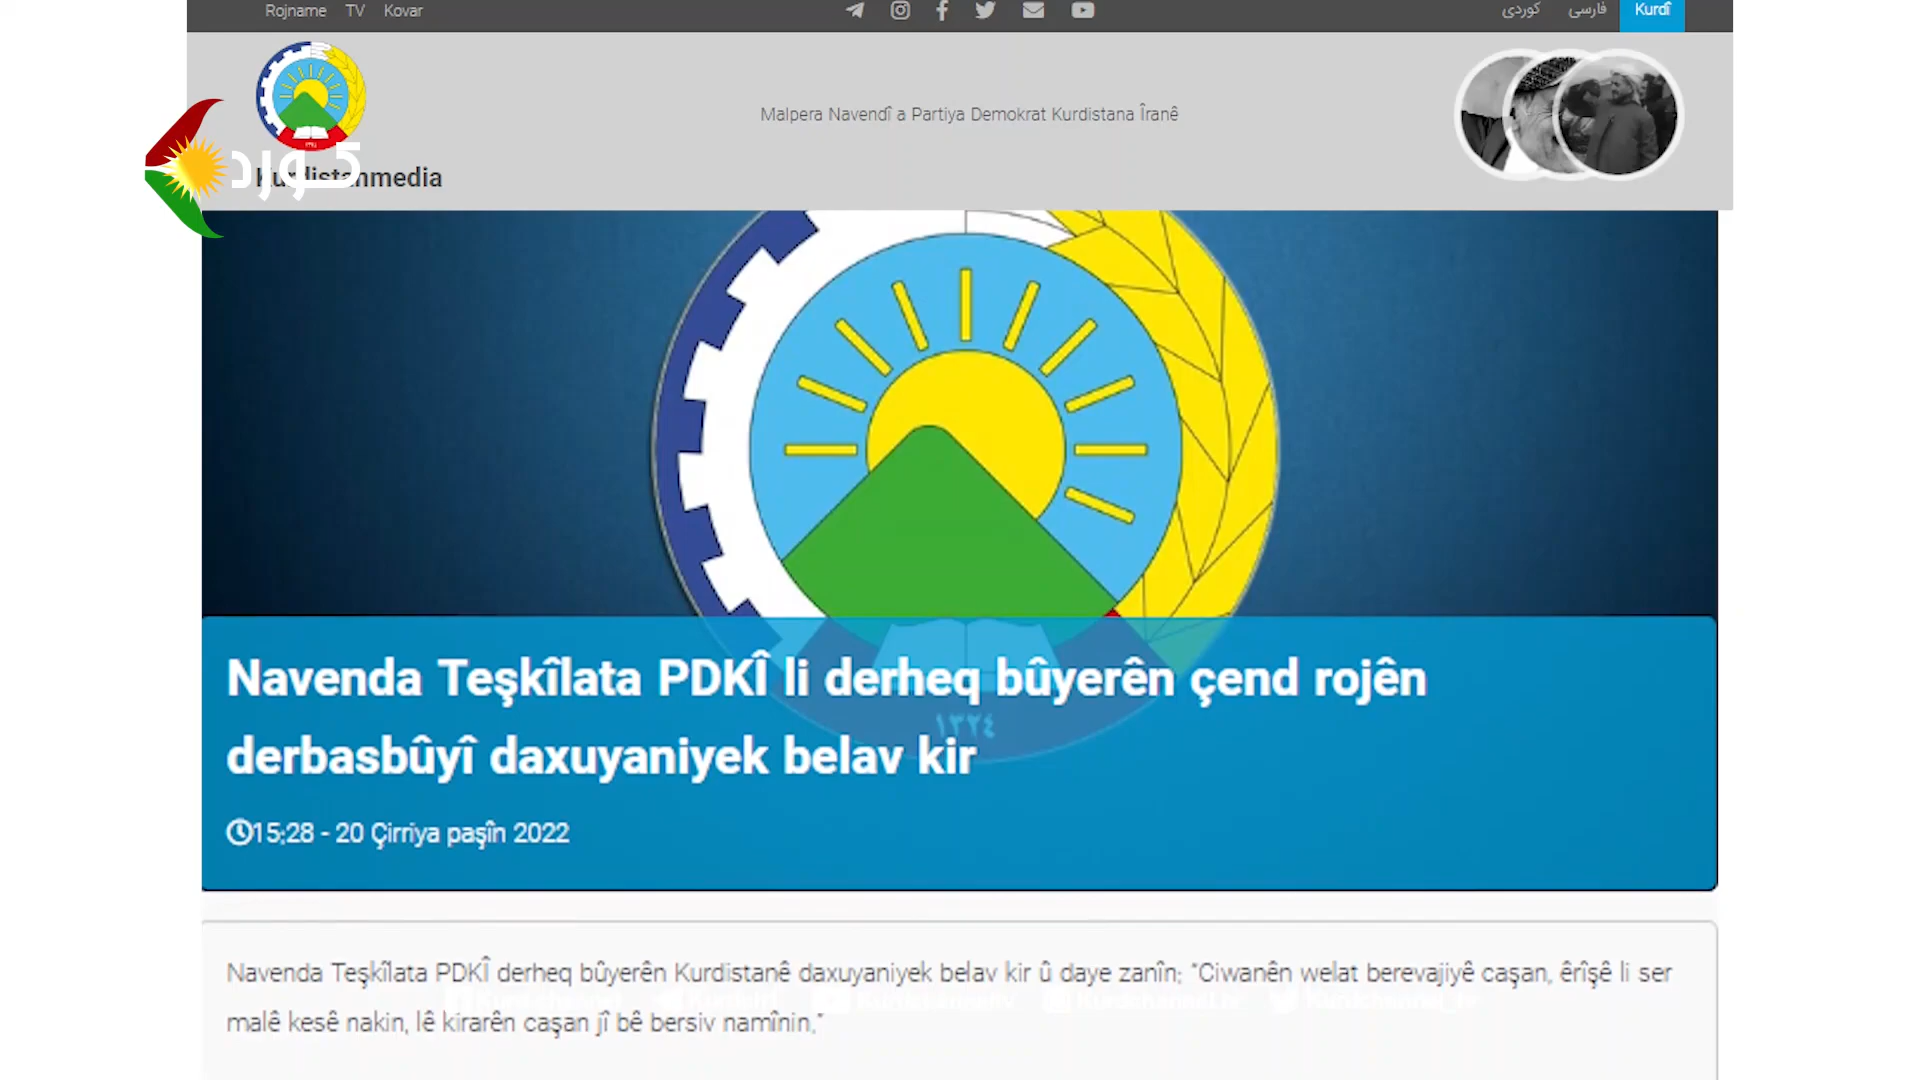 Rojname TV Kovar
کوردی فارسی Kurdî
Malpera Navendî a Partiya Demokrat Kurdistana Îranê
کورد
Kurdistanmedia
١٣٢٤
Navenda Teşkîlata PDKÎ li derheq bûyerên çend rojên
derbasbûyî daxuyaniyek belav kir
15:28 - 20 Çirriya paşîn 2022
Navenda Teşkîlata PDKÎ derheq bûyerên Kurdistanê daxuyaniyek belav kir û daye zanîn; "Ciwanên welat berevajiyê caşan, êrîşê li ser
malê kesê nakin, lê kirarên caşan jî bê bersiv namînin."